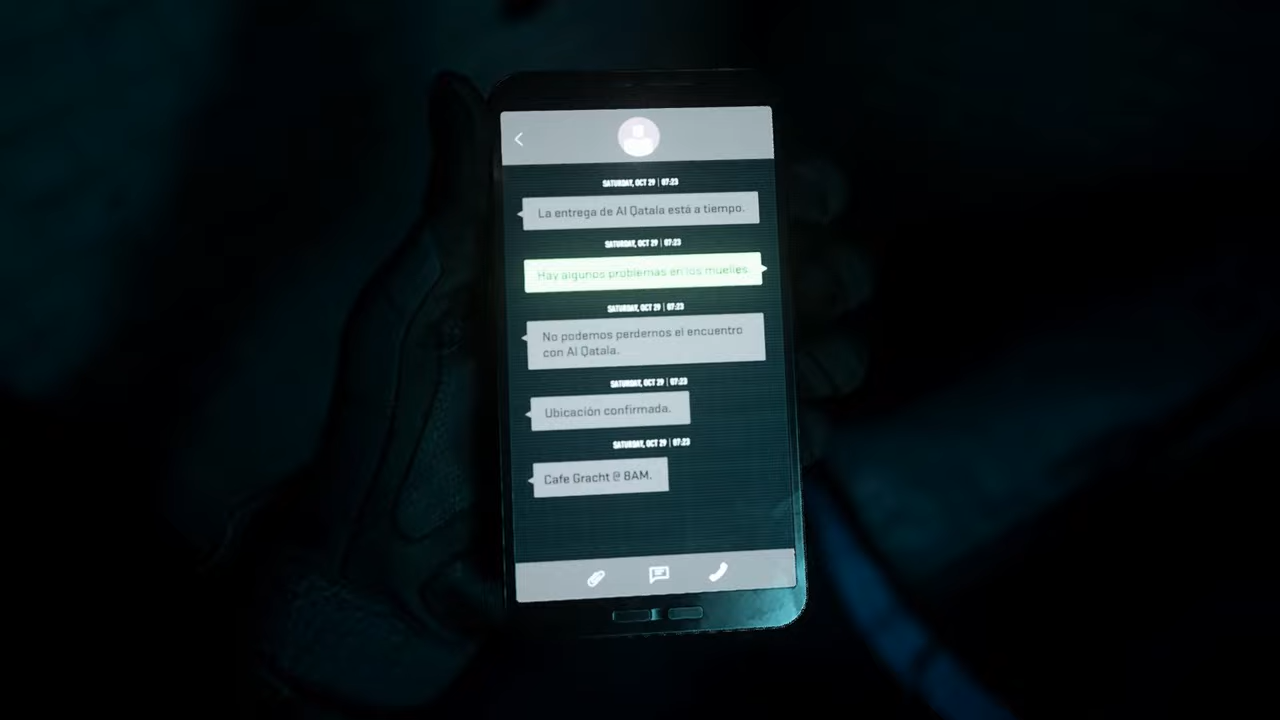 SATURDAY, OCT 29 | 07:23
La entrega de Al Qatala está a tiempo.
SATURDAY, OCT 29 | 07:23
Hay algunos problemas en los muelles
SATURDAY, OCT 29 | 07:23
No podemos perdernos el encuentro
con Al Qatala.
SATURDAY, OCT 29 | 07:23
Ubicación confirmada.
SATURDAY, OCT 29 | 07:23
Cafe Gracht @ 8AM.